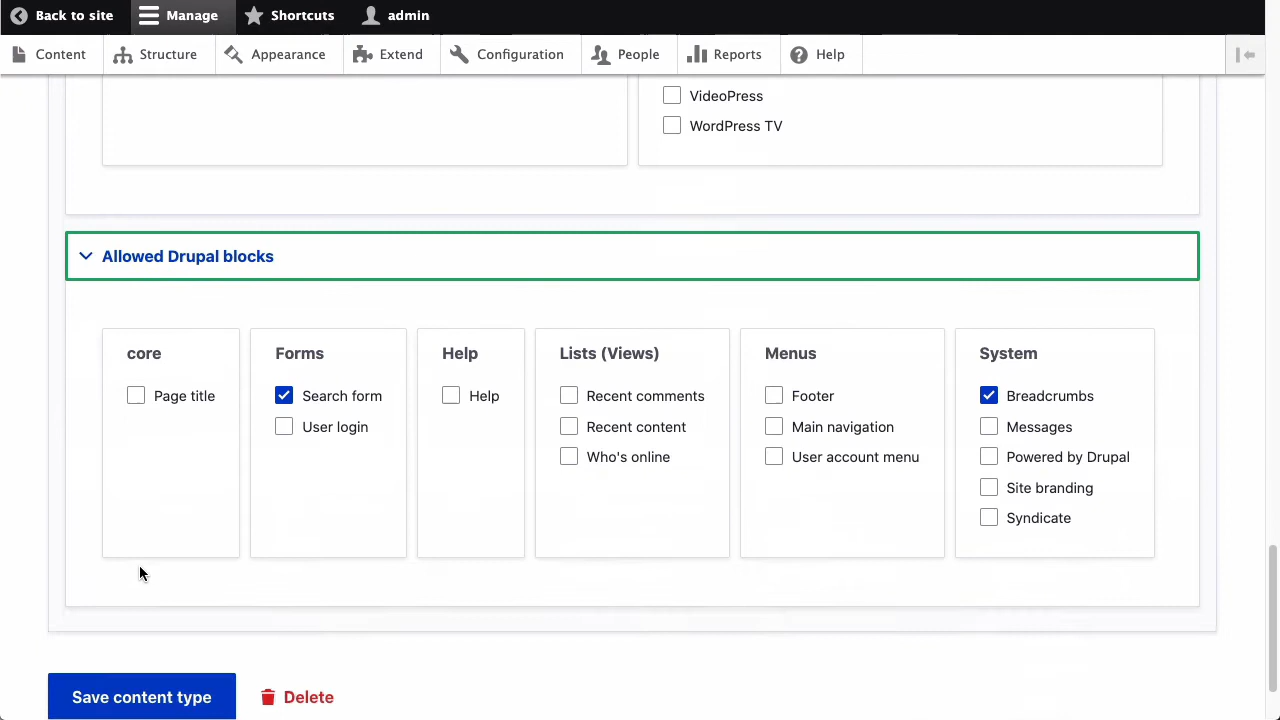 Back to site Manage Shortcuts admin
Content Structure Appearance Extend Configuration People Reports Help
VideoPress
WordPress TV
Allowed Drupal blocks
core
Page title
Forms
Search form
User login
Help
Help
Lists (Views)
Recent comments
Recent content
Who's online
Menus
Footer
Main navigation
User account menu
System
Breadcrumbs
Messages
Powered by Drupal
Site branding
Syndicate
Save content type Delete